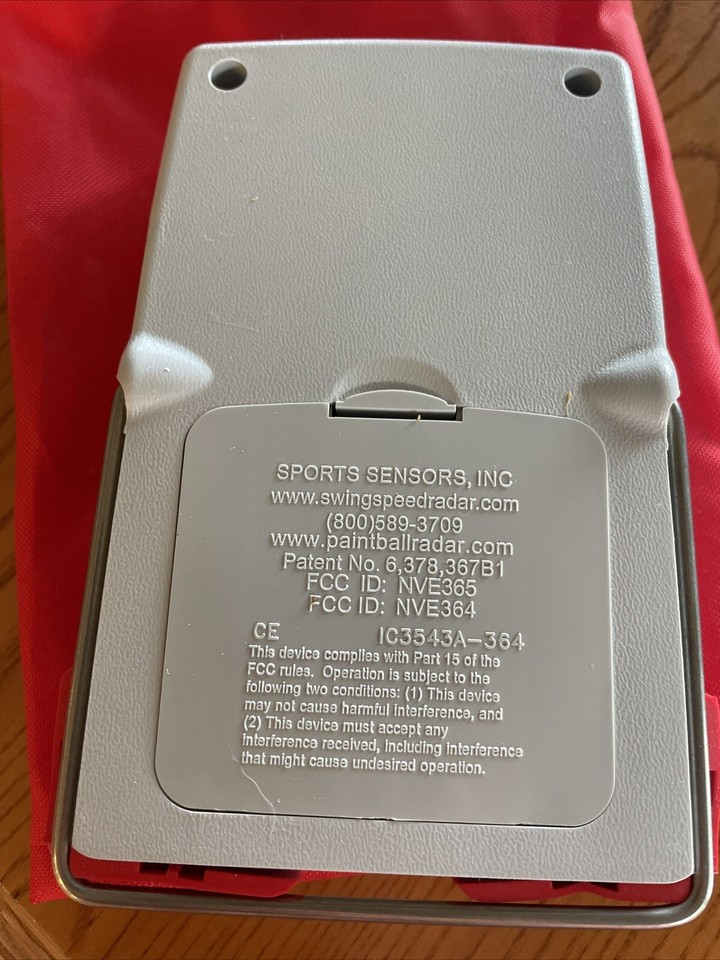 SPORTS SENSORS, INC
www.swingspeedradar.com
(800)589-3709
www.paintballradar.com
Patent No. 6,378,367B1
FCC ID: NVE365
FCC ID: NVE364
CE IC3543A-364
This device complies with Part 15 of the
FCC rules. Operation is subject to the
following two conditions: (1) This device
may not cause harmful interference, and
(2) This device must accept any
interference received, including interference
that might cause undesired operation.